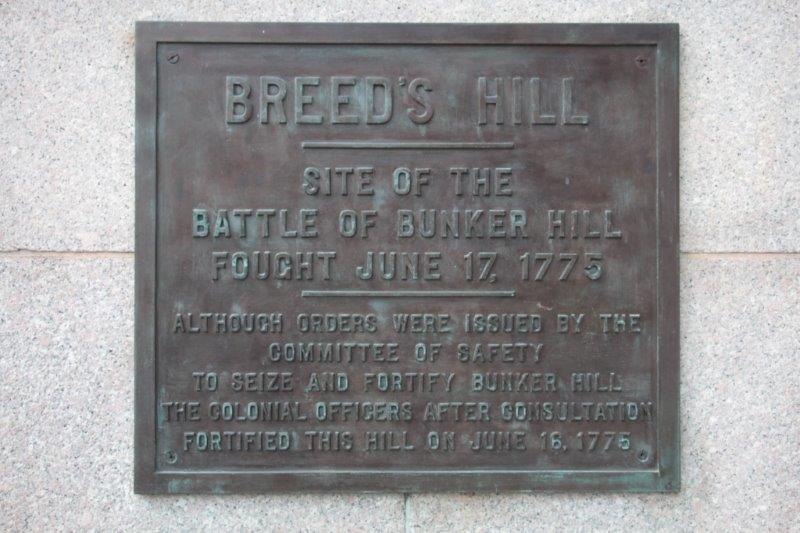 BREED'S HILL
SITE OF THE
BATTLE OF BUNKER HILL
FOUGHT JUNE 17, 1775
ALTHOUGH ORDERS WERE ISSUED BY THE
COMMITTEE OF SAFETY
TO SEIZE AND FORTIFY BUNKER HILL
THE COLONIAL OFFICERS AFTER CONSULTATION
FORTIFIED THIS HILL ON JUNE 16, 1775